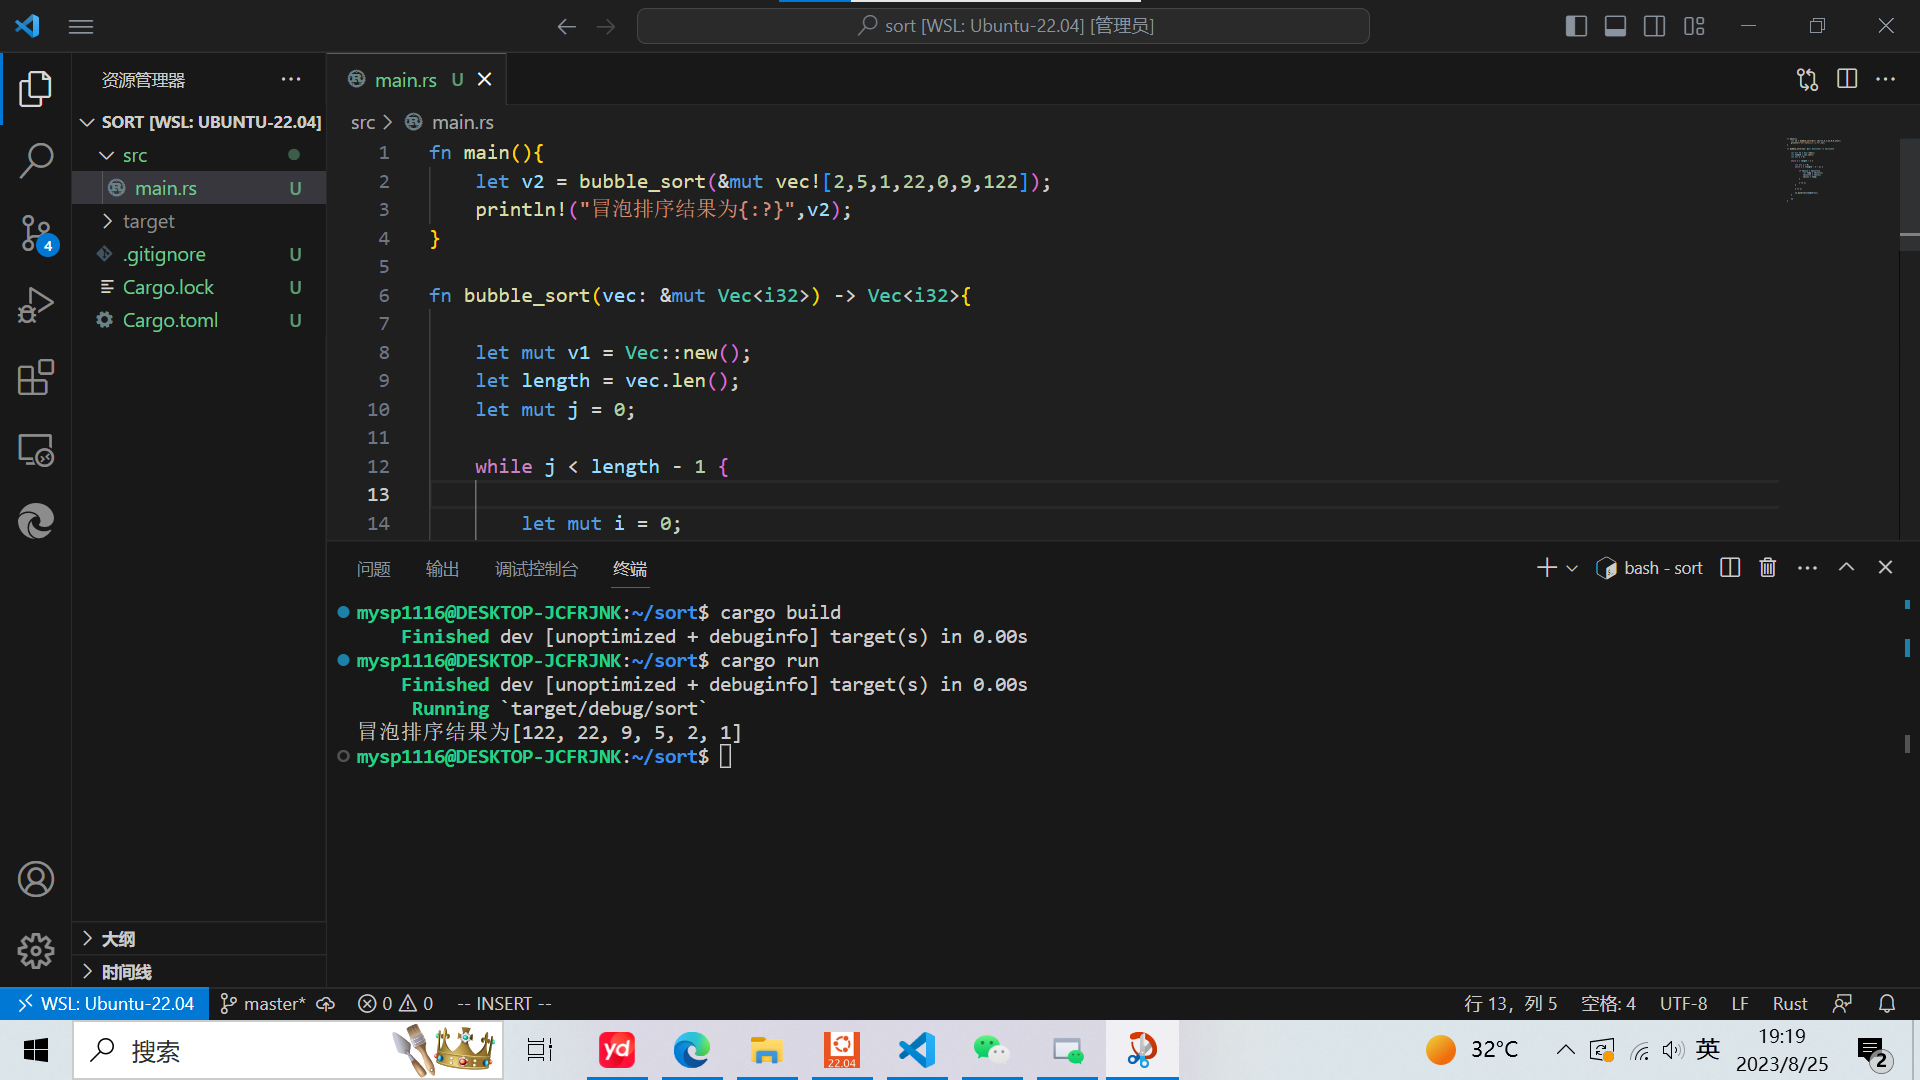 sort [WSL: Ubuntu-22.04] [管理员]
资源管理器
SORT [WSL: UBUNTU-22.04]
src
main.rs U
target
.gitignore U
Cargo.lock U
Cargo.toml U
大纲
时间线
main.rs U
src > main.rs
1 fn main(){
2 let v2 = bubble_sort(&mut vec![2,5,1,22,0,9,122]);
3 println!("冒泡排序结果为{:?}",v2);
4 }
5
6 fn bubble_sort(vec: &mut Vec<i32>) -> Vec<i32>{
7
8 let mut v1 = Vec::new();
9 let length = vec.len();
10 let mut j = 0;
11
12 while j < length - 1 {
13
14 let mut i = 0;
问题 输出 调试控制台 终端
bash - sort
mysp1116@DESKTOP-JCFRJNK:~/sort$ cargo build
Finished dev [unoptimized + debuginfo] target(s) in 0.00s
mysp1116@DESKTOP-JCFRJNK:~/sort$ cargo run
Finished dev [unoptimized + debuginfo] target(s) in 0.00s
Running `target/debug/sort`
冒泡排序结果为[122, 22, 9, 5, 2, 1]
mysp1116@DESKTOP-JCFRJNK:~/sort$
4
WSL: Ubuntu-22.04 master* 0 0 -- INSERT -- 行 13，列 5 空格: 4 UTF-8 LF Rust
搜索
yd
22.04
32°C
英
19:19
2023/8/25
2